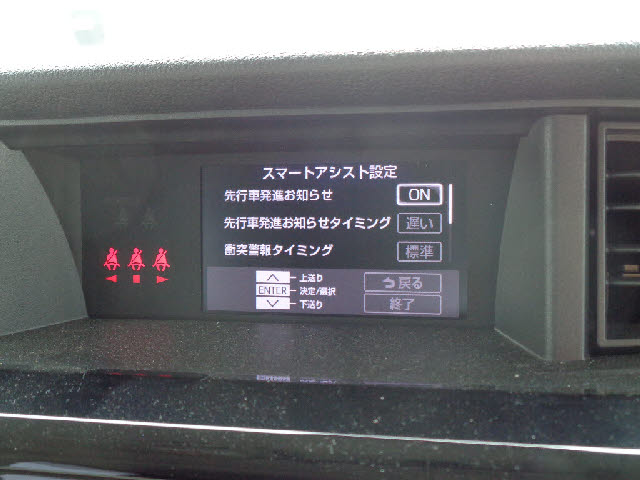 スマートアシスト設定
先行車発進お知らせ ON
先行車発進お知らせタイミング 遅い
衝突警報タイミング 標準
上送り
ENTER 決定/選択
下送り
戻る
終了